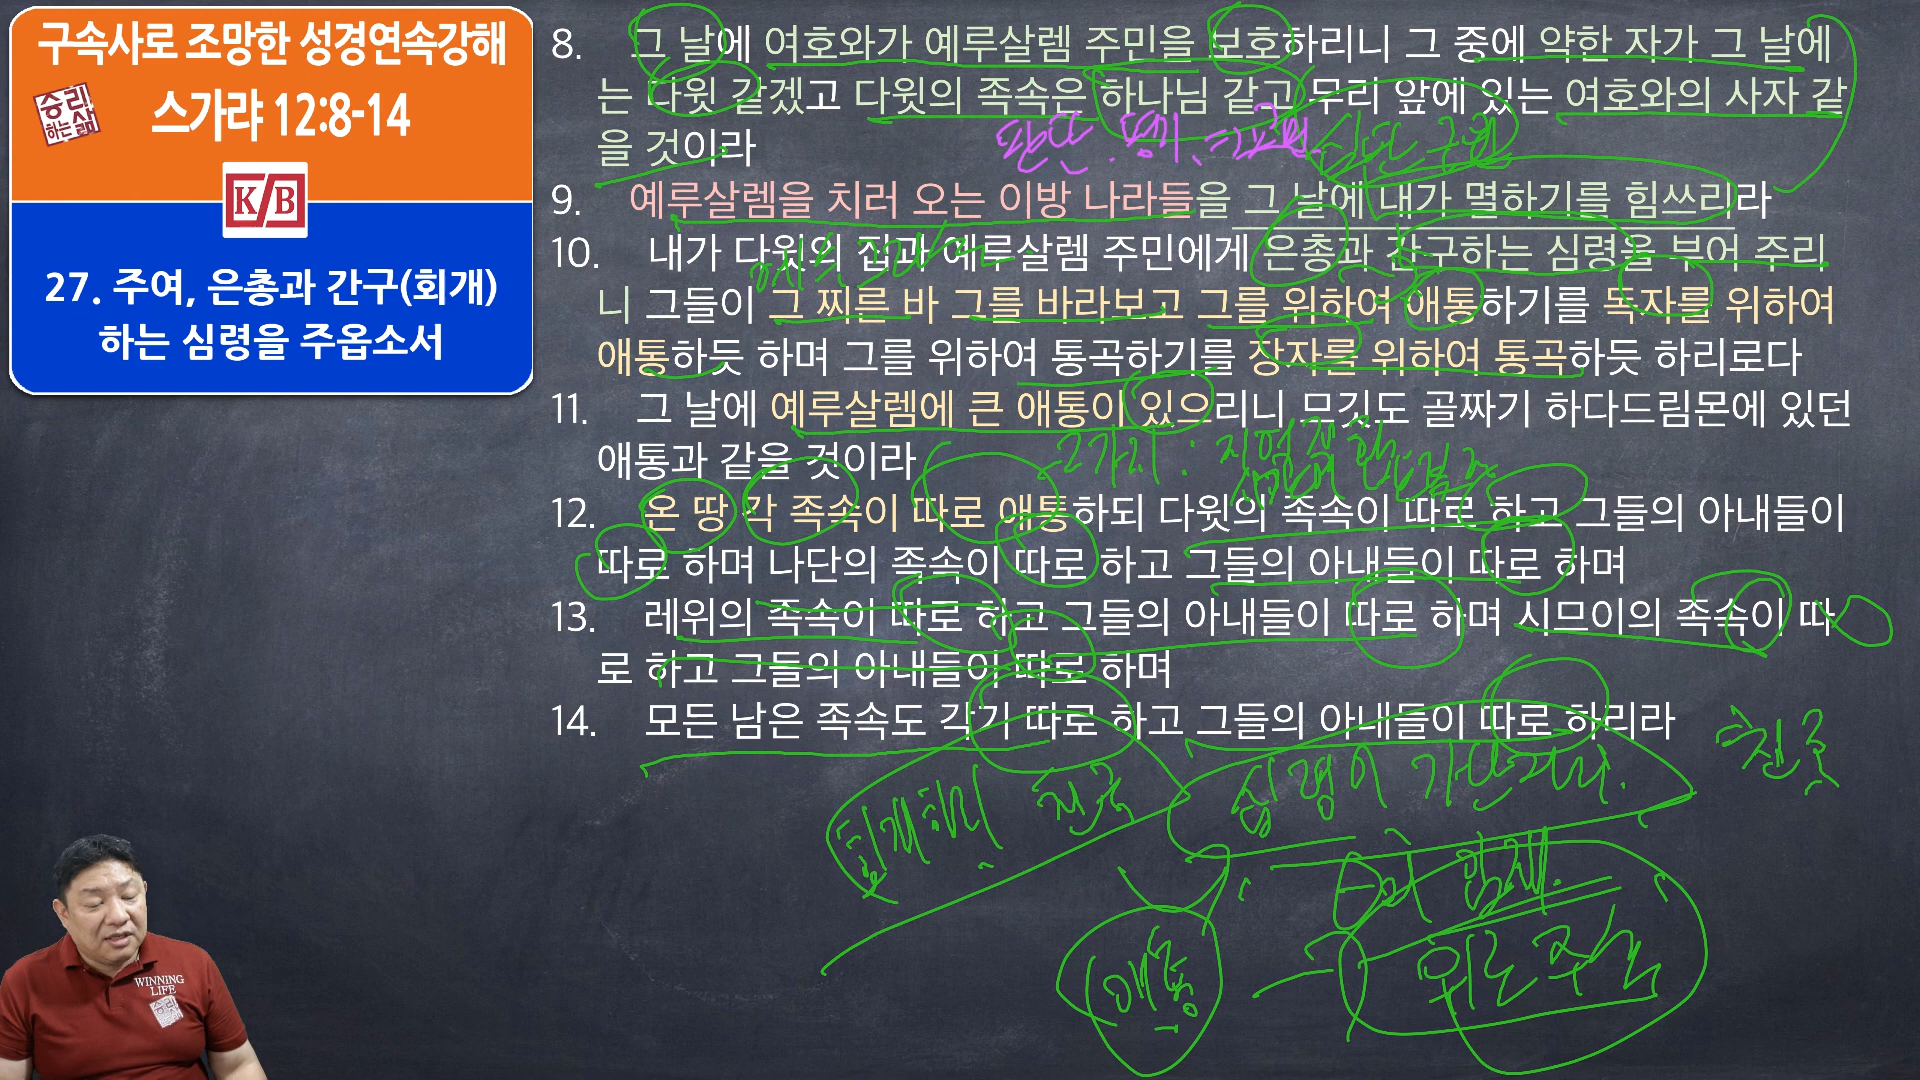 구속사로 조망한 성경연속강해
승리
하는 삶
스가랴 12:8-14
K/B
27. 주여, 은총과 간구(회개)
하는 심령을 주옵소서
8. 그 날에 여호와가 예루살렘 주민을 보호하리니 그 중에 약한 자가 그 날에
는 다윗 같겠고 다윗의 족속은 하나님 같고 무리 앞에 있는 여호와의 사자 같
을 것이라
9. 예루살렘을 치러 오는 이방 나라들을 그 날에 내가 멸하기를 힘쓰리라
10. 내가 다윗의 집과 예루살렘 주민에게 은총과 간구하는 심령을 부어 주리
니 그들이 그 찌른 바 그를 바라보고 그를 위하여 애통하기를 독자를 위하여
애통하듯 하며 그를 위하여 통곡하기를 장자를 위하여 통곡하듯 하리로다
11. 그 날에 예루살렘에 큰 애통이 있으리니 므깃도 골짜기 하다드림몬에 있던
애통과 같을 것이라
2가지 :
12. 온 땅 각 족속이 따로 애통하되 다윗의 족속이 따로 하고 그들의 아내들이
따로 하며 나단의 족속이 따로 하고 그들의 아내들이 따로 하며
13. 레위의 족속이 따로 하고 그들의 아내들이 따로 하며 시므이의 족속이 따
로 하고 그들의 아내들이 따로 하며
14. 모든 남은 족속도 각기 따로 하고 그들의 아내들이 따로 하리라
회개하라 천국
심령이 가난
애통
위로
WINNING
LIFE